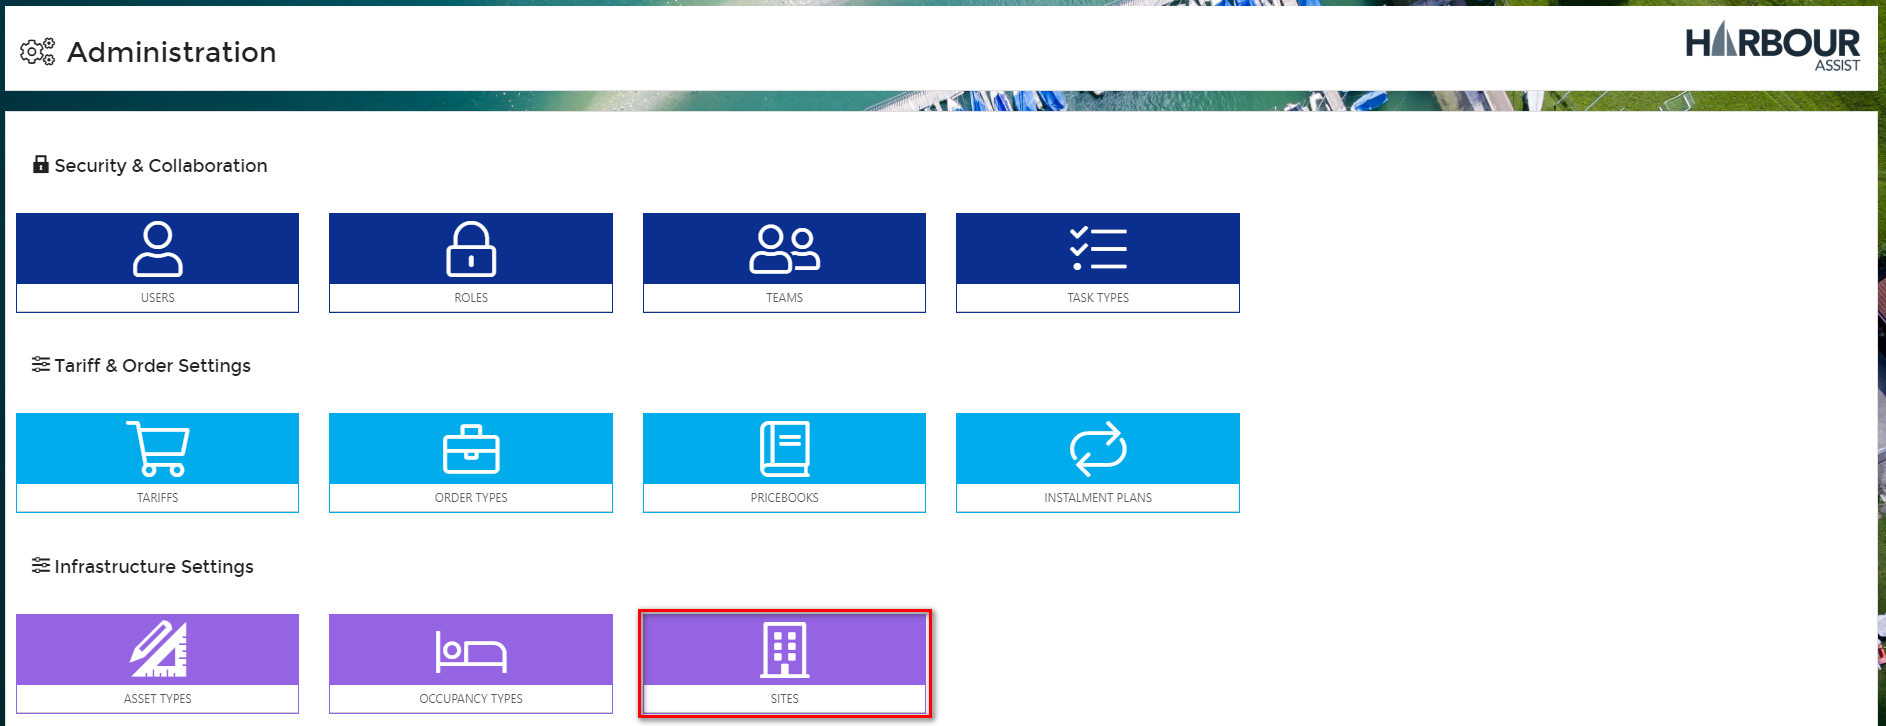 Administration
HARBOUR
ASSIST
Security & Collaboration
USERS
ROLES
TEAMS
TASK TYPES
Tariff & Order Settings
TARIFFS
ORDER TYPES
PRICEBOOKS
INSTALMENT PLANS
Infrastructure Settings
ASSET TYPES
OCCUPANCY TYPES
SITES